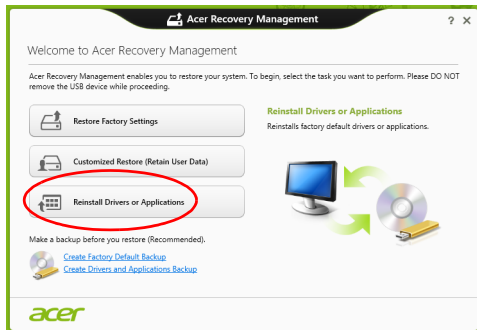 Acer Recovery Management
? X
Welcome to Acer Recovery Management
Acer Recovery Management enables you to restore your system. To begin, select the task you want to perform. Please DO NOT
remove the USB device while proceeding.
Restore Factory Settings
Customized Restore (Retain User Data)
Reinstall Drivers or Applications
Reinstall Drivers or Applications
Reinstalls factory default drivers or applications.
Make a backup before you restore (Recommended).
Create Factory Default Backup
Create Drivers and Applications Backup
acer